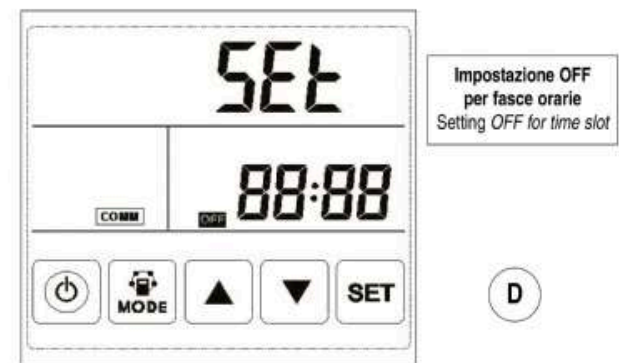 SEt
Impostazione OFF
per fasce orarie
Setting OFF for time slot
COMM
OFF 88:88
MODE
SET
D